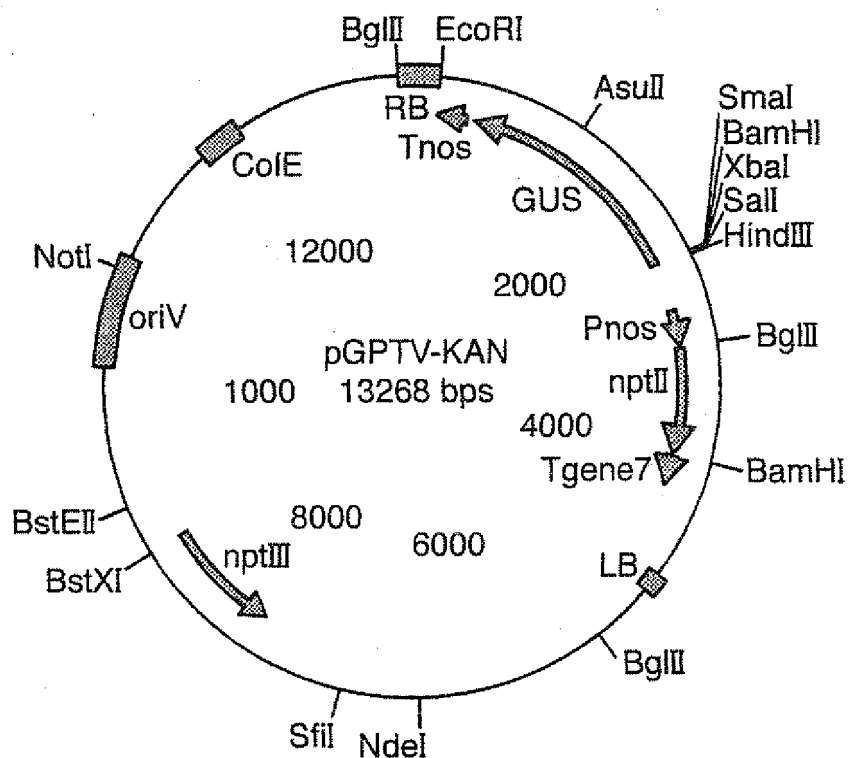 BglⅡ EcoRI
RB
Tnos
AsuⅡ
SmaI
BamHI
XbaI
SalI
HindⅢ
ColE
GUS
NotI
oriV
12000
2000
Pnos
BglⅡ
pGPTV-KAN
13268 bps
nptⅡ
1000
4000
Tgene7
BamHI
BstEⅡ
BstXI
8000
6000
nptⅢ
LB
BglⅡ
SfiI
NdeI